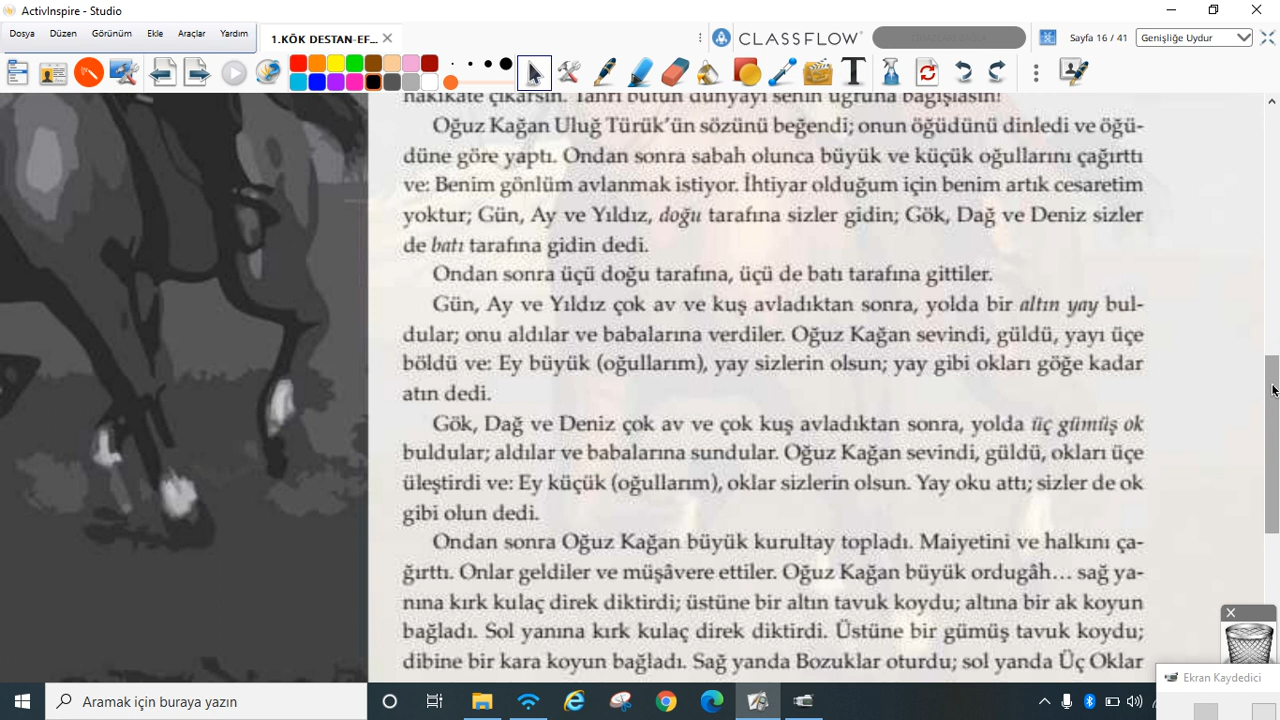 ActivInspire - Studio
Dosya Düzen Görünüm Ekle Araçlar Yardım
1.KÖK DESTAN-EF...
CLASSFLOW
Sayfa 16 / 41
Genişliğe Uydur
hakikate çıkarsın. Tanrı bütün dünyayı senin uğruna bağışlasın!
Oğuz Kağan Uluğ Türük'ün sözünü beğendi; onun öğüdünü dinledi ve öğü-
düne göre yaptı. Ondan sonra sabah olunca büyük ve küçük oğullarını çağırttı
ve: Benim gönlüm avlanmak istiyor. İhtiyar olduğum için benim artık cesaretim
yoktur; Gün, Ay ve Yıldız, doğu tarafına sizler gidin; Gök, Dağ ve Deniz sizler
de batı tarafına gidin dedi.
Ondan sonra üçü doğu tarafına, üçü de batı tarafına gittiler.
Gün, Ay ve Yıldız çok av ve kuş avladıktan sonra, yolda bir altın yay bul-
dular; onu aldılar ve babalarına verdiler. Oğuz Kağan sevindi, güldü, yayı üçe
böldü ve: Ey büyük (oğullarım), yay sizlerin olsun; yay gibi okları göğe kadar
atın dedi.
Gök, Dağ ve Deniz çok av ve çok kuş avladıktan sonra, yolda üç gümüş ok
buldular; aldılar ve babalarına sundular. Oğuz Kağan sevindi, güldü, okları üçe
üleştirdi ve: Ey küçük (oğullarım), oklar sizlerin olsun. Yay oku attı; sizler de ok
gibi olun dedi.
Ondan sonra Oğuz Kağan büyük kurultay topladı. Maiyetini ve halkını ça-
ğırttı. Onlar geldiler ve müşâvere ettiler. Oğuz Kağan büyük ordugâh... sağ ya-
nına kırk kulaç direk diktirdi; üstüne bir altın tavuk koydu; altına bir ak koyun
bağladı. Sol yanına kırk kulaç direk diktirdi. Üstüne bir gümüş tavuk koydu;
dibine bir kara koyun bağladı. Sağ yanda Bozuklar oturdu; sol yanda Üç Oklar
Ekran Kaydedici
Aramak için buraya yazın